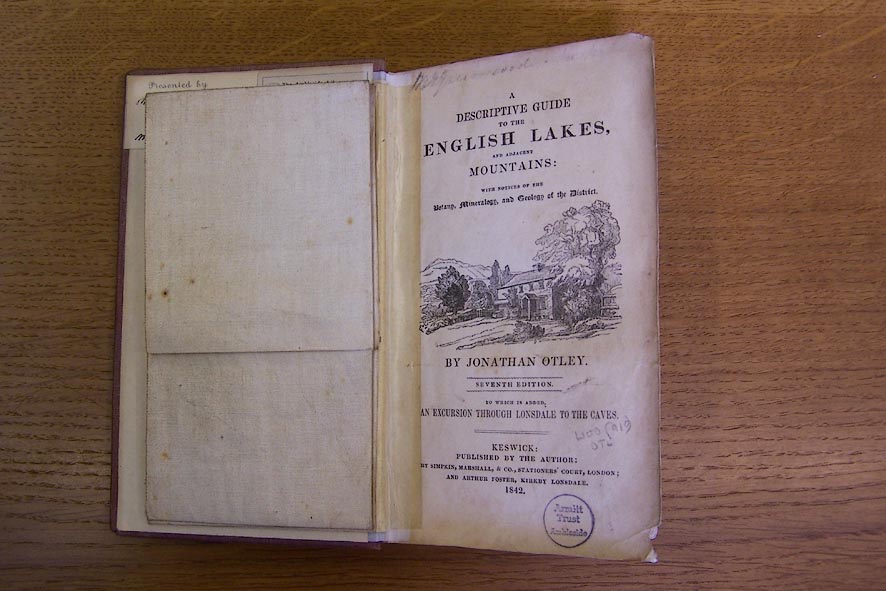 Presented by
A
DESCRIPTIVE GUIDE
TO THE
ENGLISH LAKES,
AND ADJACENT
MOUNTAINS:
WITH NOTICES OF THE
Botany, Mineralogy, and Geology of the District.
BY JONATHAN OTLEY.
SEVENTH EDITION.
TO WHICH IS ADDED,
AN EXCURSION THROUGH LONSDALE TO THE CAVES.
KESWICK:
PUBLISHED BY THE AUTHOR;
BY SIMPKIN, MARSHALL, & CO., STATIONERS' COURT, LONDON;
AND ARTHUR FOSTER, KIRKBY LONSDALE.
1842.
OTL
Armitt
Trust
Ambleside